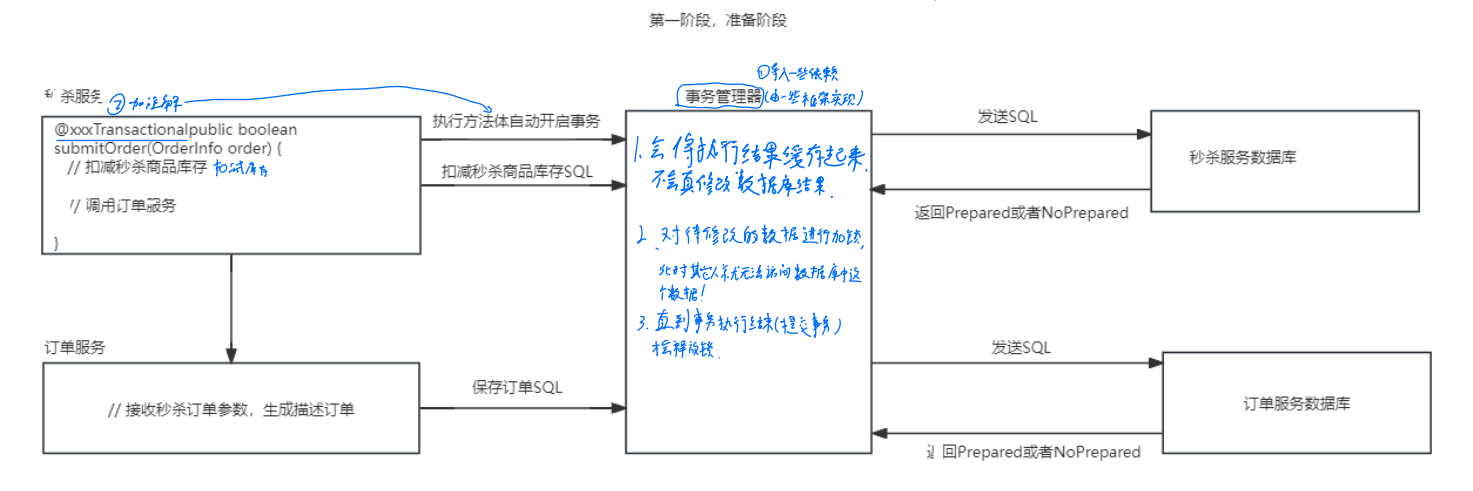 第一阶段，准备阶段
①导入一些依赖
杀服务
②加注解
事务管理器(由一些框架实现)
@xxxTransactionalpublic boolean
submitOrder(OrderInfo order) {
// 扣减秒杀商品库存
// 调用订单服务
}
执行方法体自动开启事务
扣减秒杀商品库存SQL
1.会将执行结果缓存起来
不会真修改数据库结果.
2、对待修改的数据进行加锁,
此时其它人就无法访问数据库中这
个数据!
3.直到事务执行结束(提交事务)
才会释放锁.
发送SQL
返回Prepared或者NoPrepared
秒杀服务数据库
订单服务
// 接收秒杀订单参数，生成描述订单
保存订单SQL
发送SQL
回Prepared或者NoPrepared
订单服务数据库